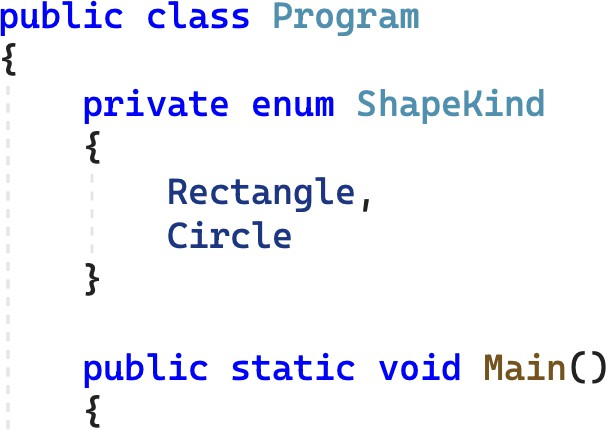 public class Program
{
    private enum ShapeKind
    {
        Rectangle,
        Circle
    }

    public static void Main()
    {